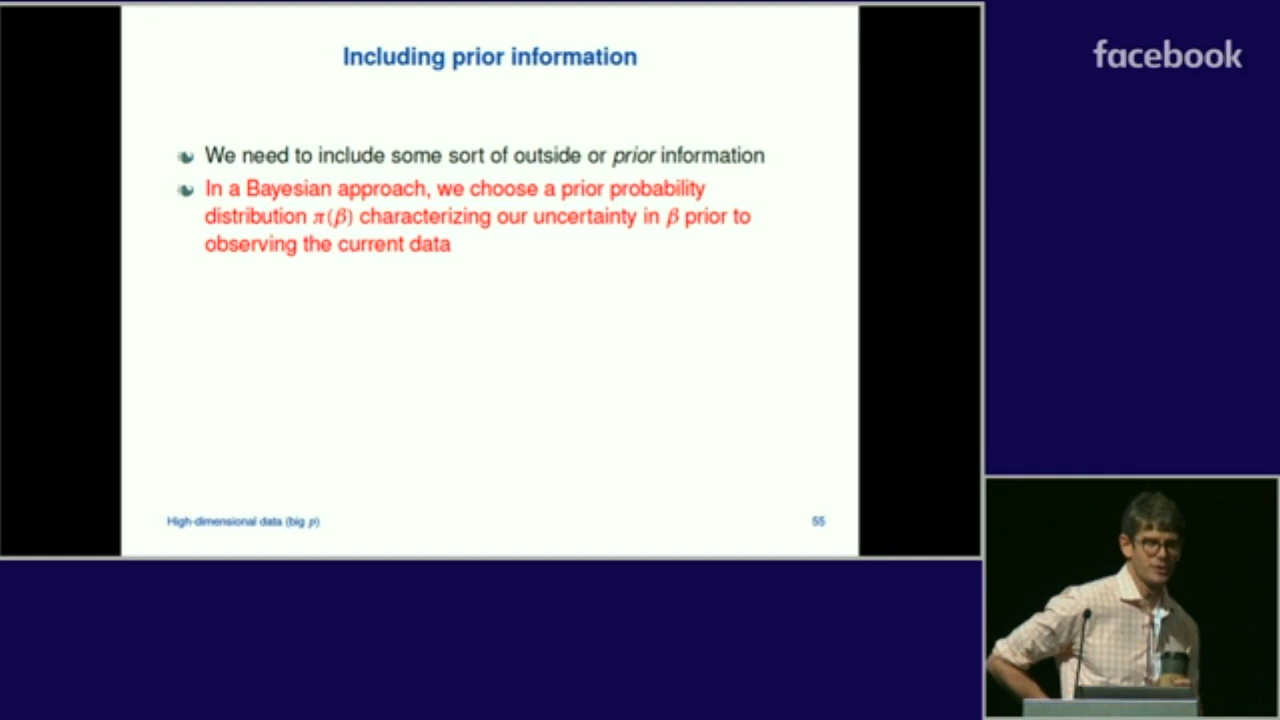 Including prior information
facebook
We need to include some sort of outside or prior information
In a Bayesian approach, we choose a prior probability
distribution π(β) characterizing our uncertainty in β prior to
observing the current data
High-dimensional data (big p)
55